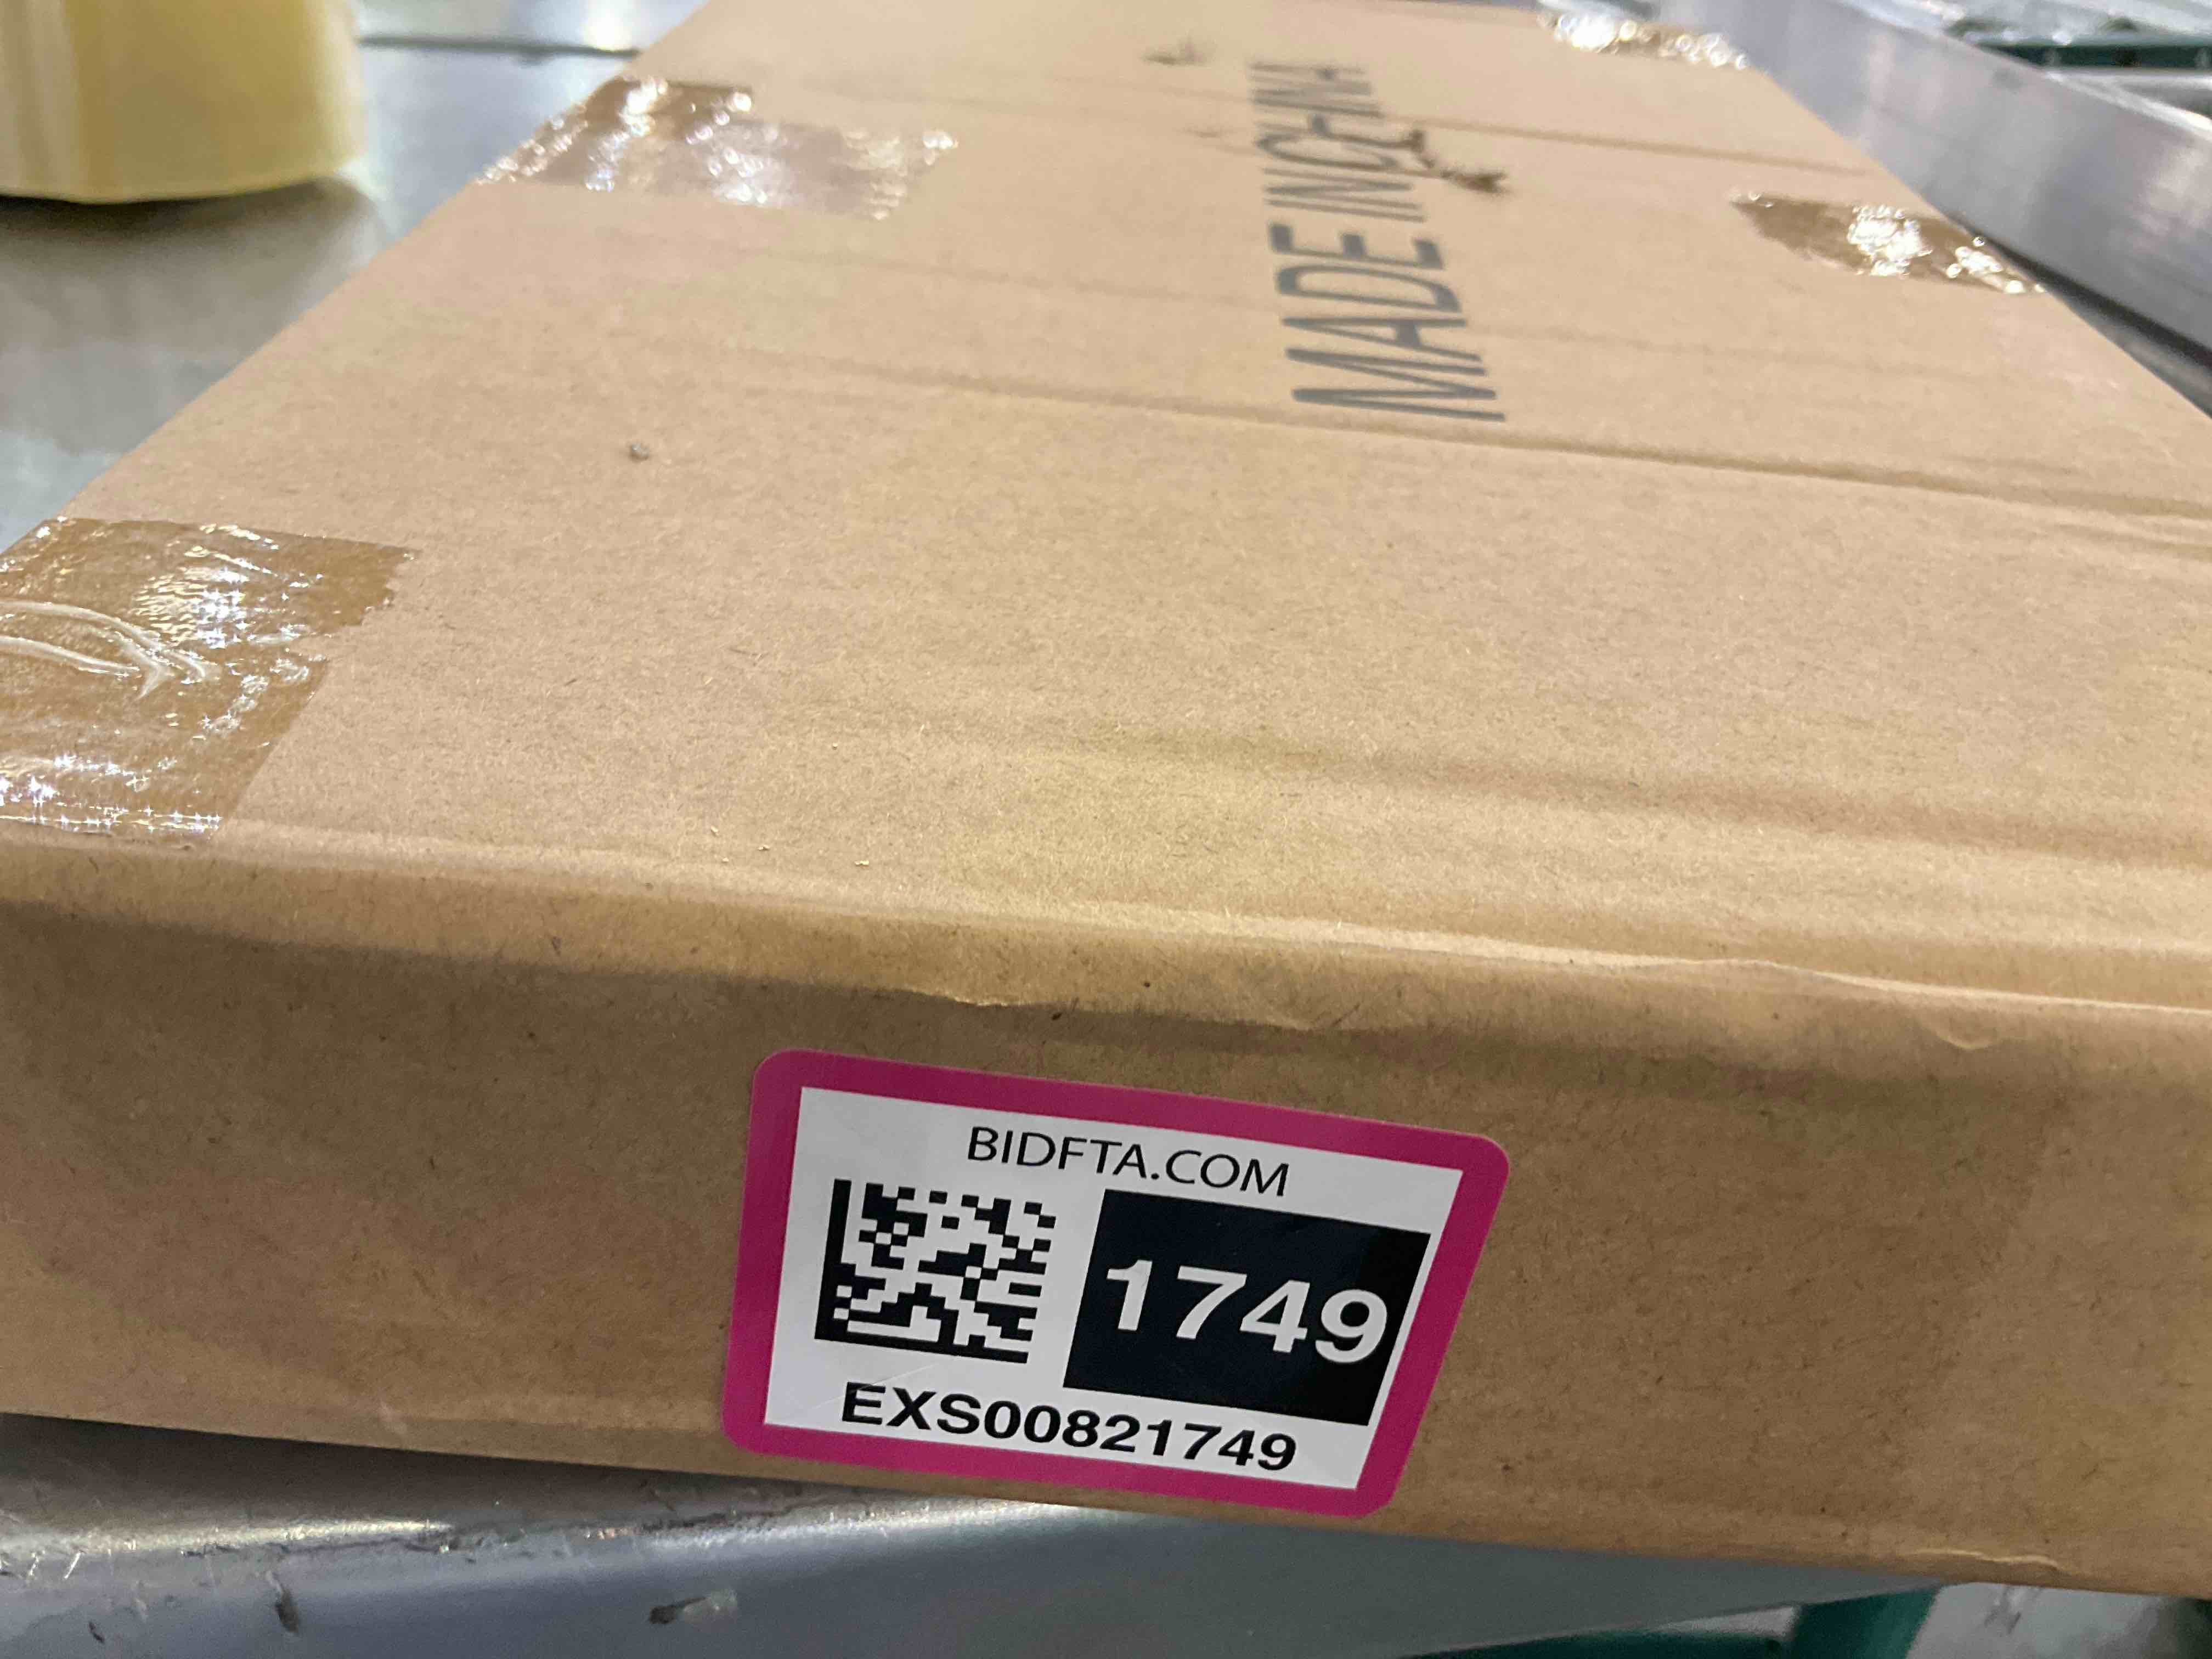 MADE IN CHINA
BIDFTA.COM
1749
EXS00821749